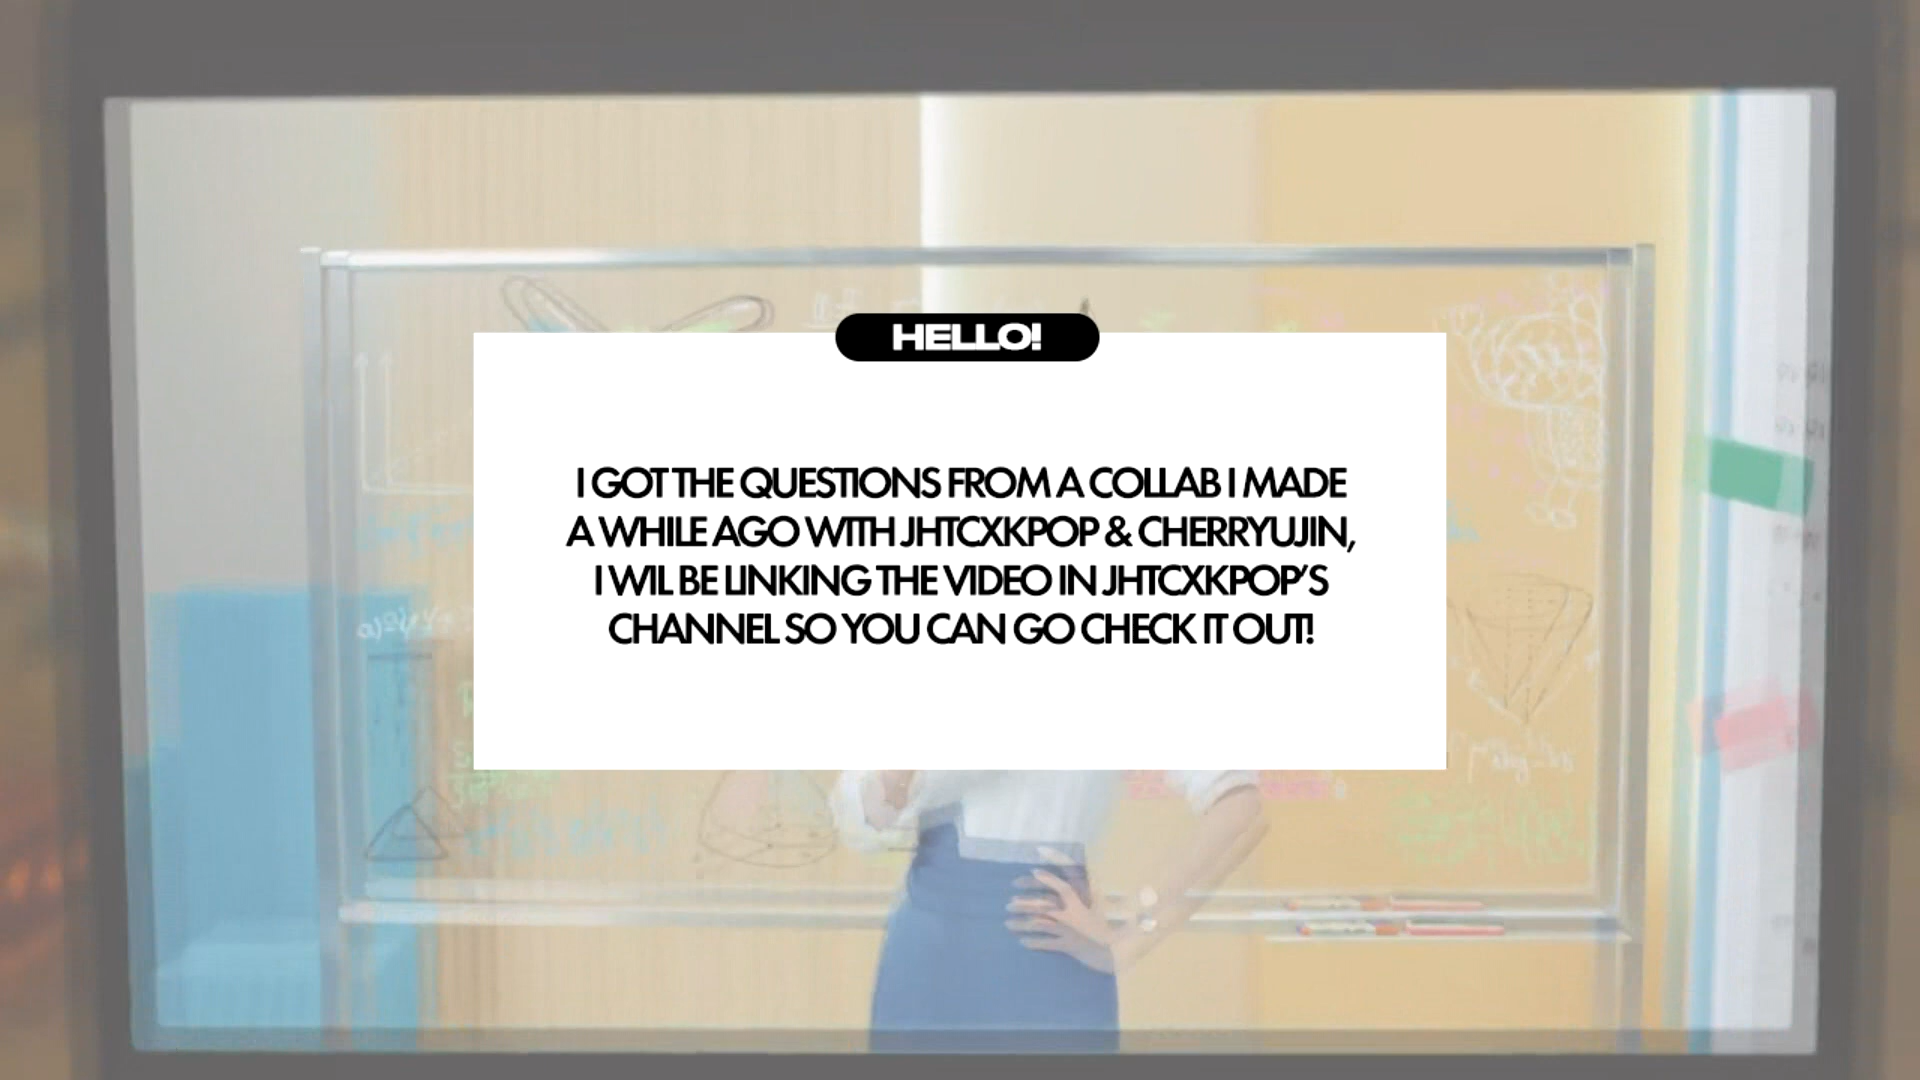 HELLO!
I GOT THE QUESTIONS FROM A COLLAB I MADE
A WHILE AGO WITH JHTCXKPOP & CHERRYUJIN,
I WIL BE LINKING THE VIDEO IN JHTCXKPOP'S
CHANNEL SO YOU CAN GO CHECK IT OUT!